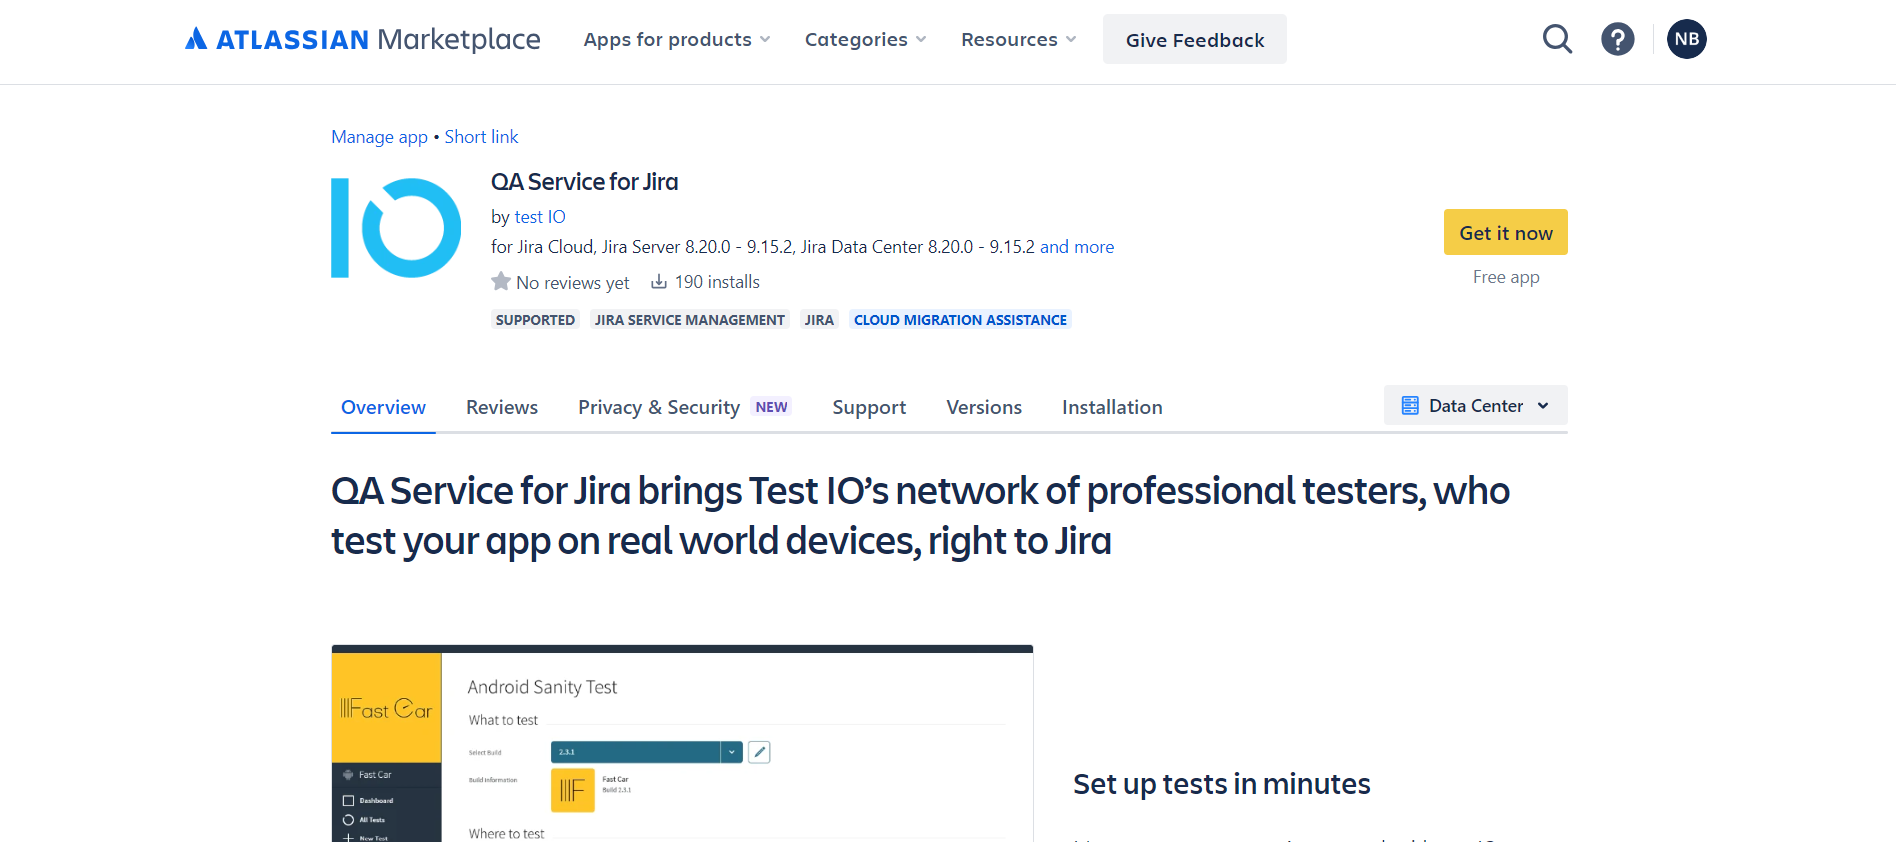 ATLASSIAN Marketplace Apps for products Categories Resources Give Feedback ? NB
Manage app • Short link
QA Service for Jira
by test IO
for Jira Cloud, Jira Server 8.20.0 - 9.15.2, Jira Data Center 8.20.0 - 9.15.2 and more
No reviews yet 190 installs
SUPPORTED JIRA SERVICE MANAGEMENT JIRA CLOUD MIGRATION ASSISTANCE
Get it now
Free app
Overview Reviews Privacy & Security NEW Support Versions Installation Data Center
QA Service for Jira brings Test IO’s network of professional testers, who
test your app on real world devices, right to Jira
Fast Car
Fast Car
Dashboard
All Tests
New Test
Android Sanity Test
What to test
Select Build 2.3.1
Build Information Fast Car
Build 2.3.1
Where to test
Set up tests in minutes